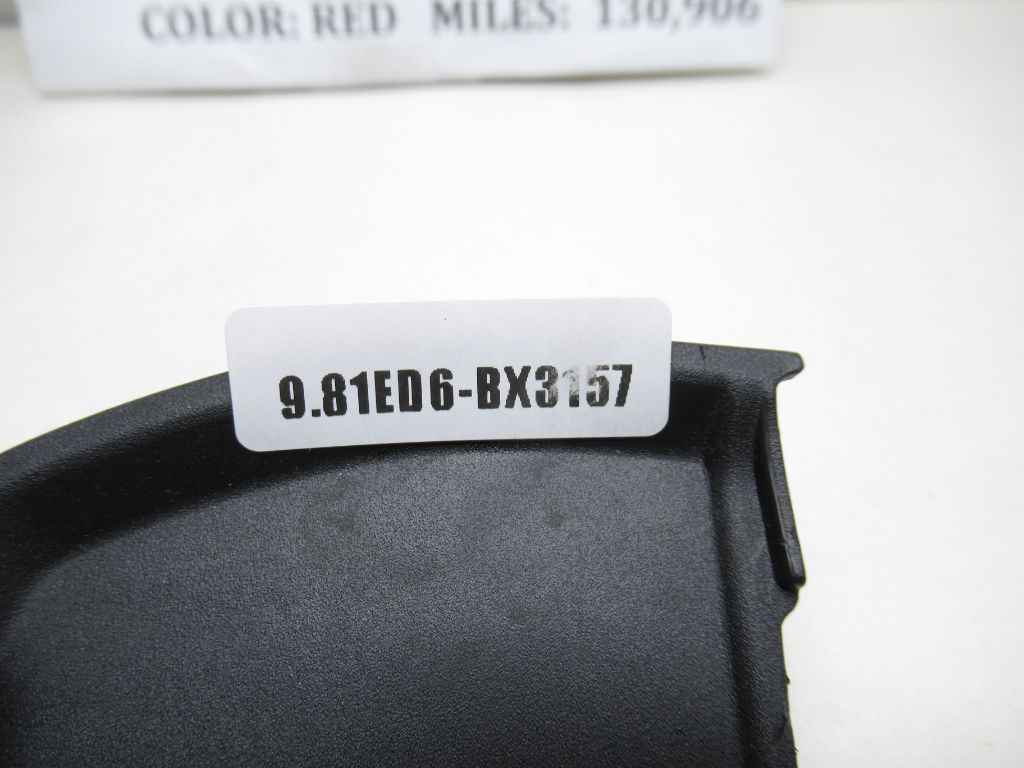 COLOR: RED MILES: 130,906
9.81ED6-BX3157